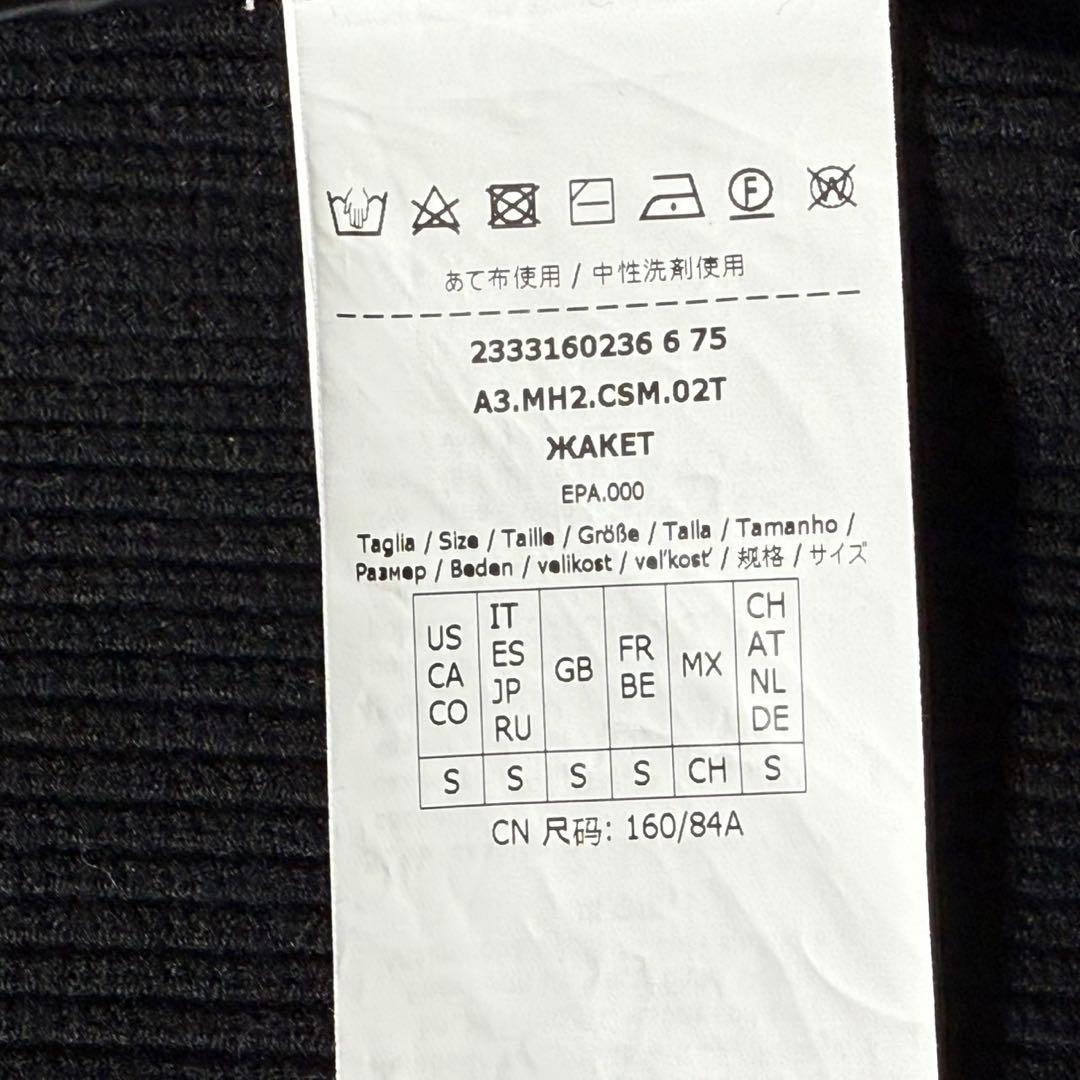 F
W
あて布使用 / 中性洗剤使用
2333160236 6 75
A3.MH2.CSM.02T
ЖАКЕТ
EPA.000
Taglia / Size / Taille / Größe / Talla / Tamanho /
Размер / Beden / velikost / veľkosť / 规格 / サイズ
US CA CO
IT ES JP RU
GB
FR BE
MX
CH AT NL DE
S S S S CH S
CN 尺码: 160/84A